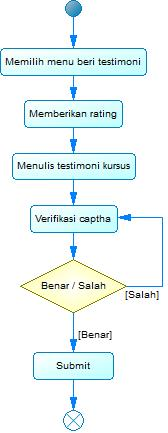 Memilih menu beri testimoni
Memberikan rating
Menulis testimoni kursus
Verifikasi captha
Benar / Salah
[Salah]
[Benar]
Submit